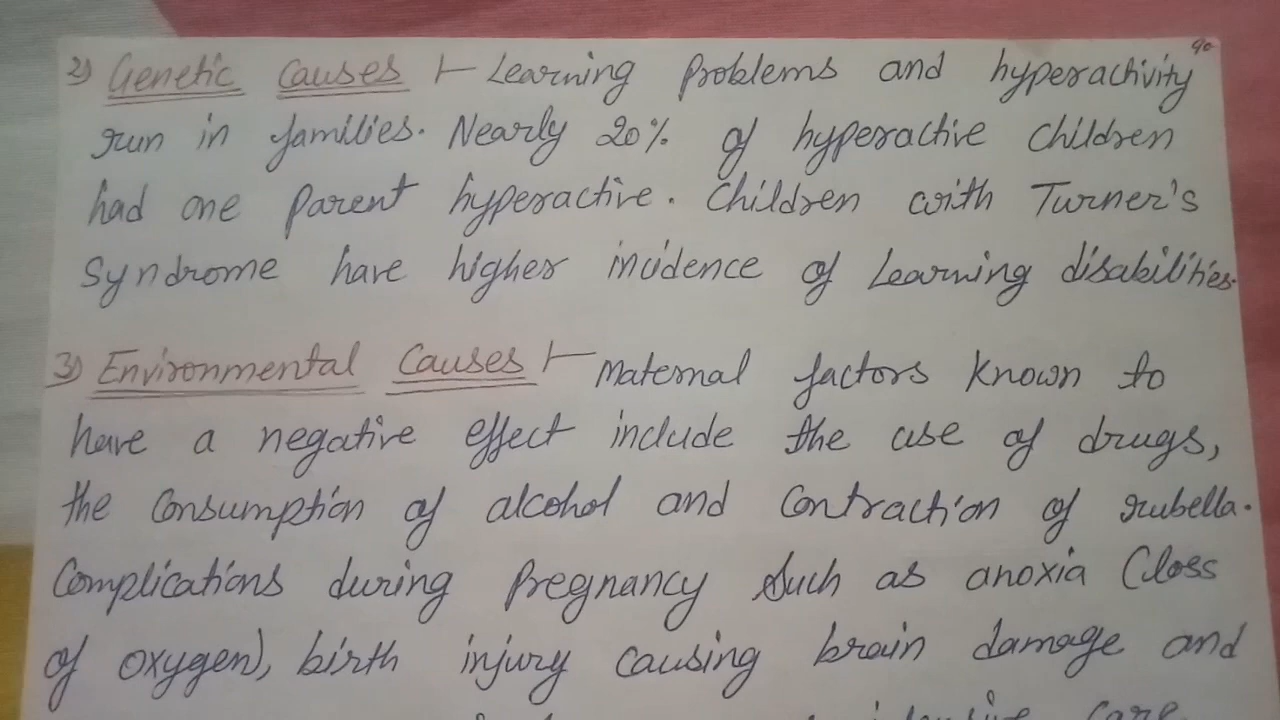 2) Genetic Causes :- Learning Problems and hyperactivity
run in families. Nearly 20% of hyperactive children
had one parent hyperactive. Children with Turner's
Syndrome have higher incidence of Learning disabilities.
3) Environmental Causes :- Maternal factors known to
have a negative effect include the use of drugs,
the consumption of alcohol and contraction of rubella.
Complications during Pregnancy such as anoxia (loss
of oxygen), birth injury causing brain damage and
care